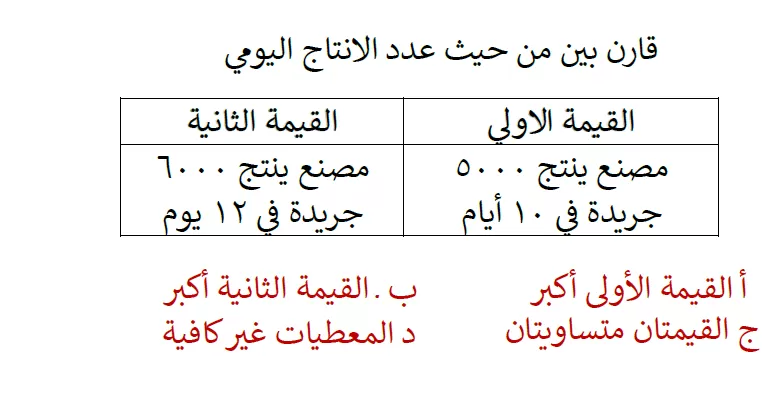 قارن بين من حيث عدد الانتاج اليومي
القيمة الاولي
القيمة الثانية
مصنع ينتج ٥٠٠٠
جريدة في ١٠ أيام
مصنع ينتج ٦٠٠٠
جريدة في ١٢ يوم
أ القيمة الأولى أكبر
ب . القيمة الثانية أكبر
ج القيمتان متساويتان
د المعطيات غير كافية